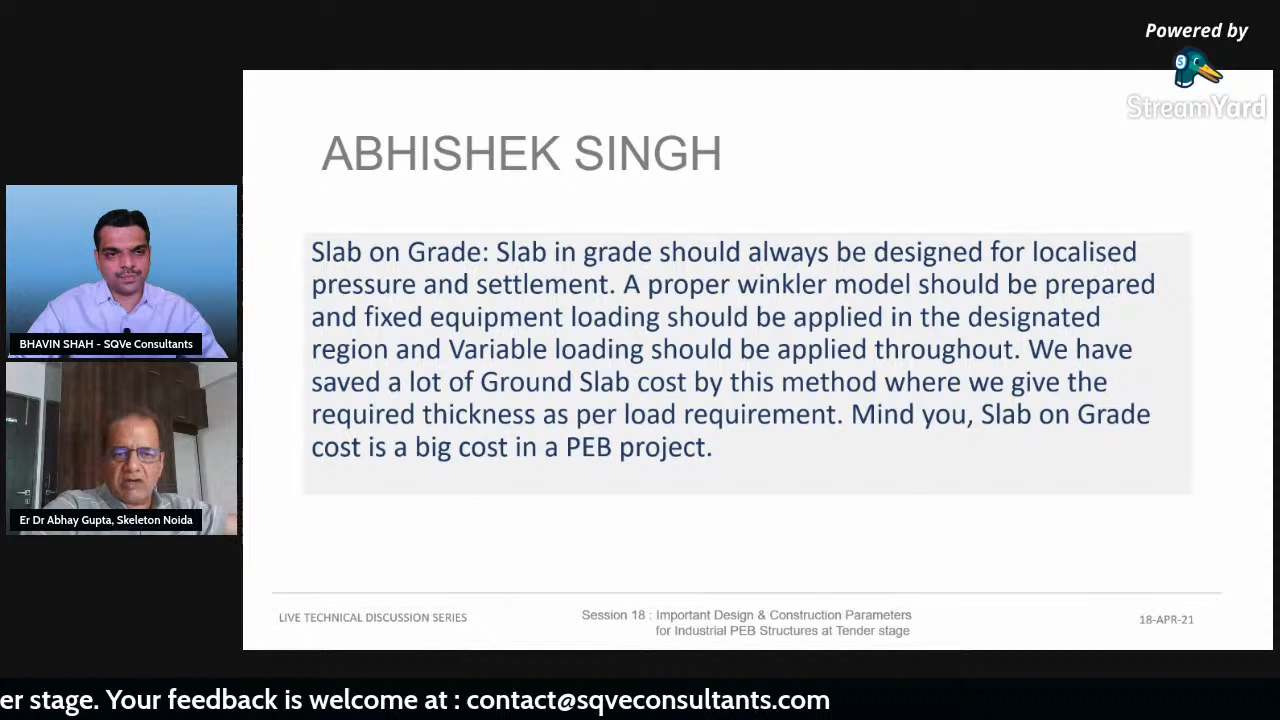 Powered by
S
StreamYard
ABHISHEK SINGH
Slab on Grade: Slab in grade should always be designed for localised
pressure and settlement. A proper winkler model should be prepared
and fixed equipment loading should be applied in the designated
region and Variable loading should be applied throughout. We have
saved a lot of Ground Slab cost by this method where we give the
required thickness as per load requirement. Mind you, Slab on Grade
cost is a big cost in a PEB project.
BHAVIN SHAH - SQVe Consultants
Er Dr Abhay Gupta, Skeleton Noida
LIVE TECHNICAL DISCUSSION SERIES
Session 18 : Important Design & Construction Parameters
for Industrial PEB Structures at Tender stage
18-APR-21
er stage. Your feedback is welcome at : contact@sqveconsultants.com